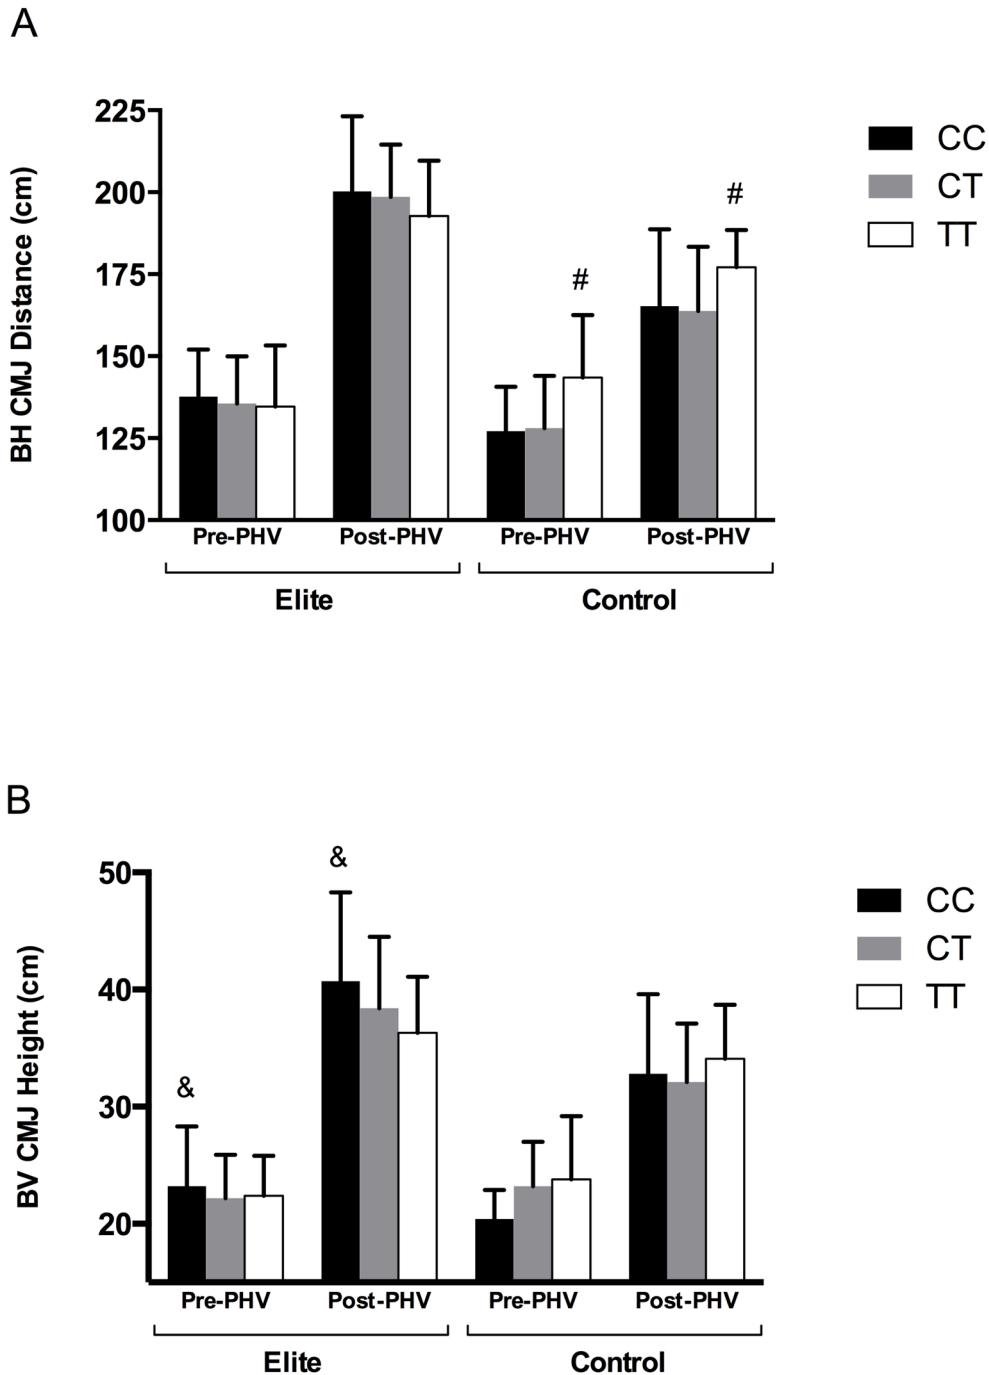 A
225
200
175
150
125
100
BH CMJ Distance (cm)
CC
CT
TT
#
#
Pre-PHV Post-PHV Pre-PHV Post-PHV
Elite Control
B
50
40
30
20
BV CMJ Height (cm)
CC
CT
TT
&
&
Pre-PHV Post-PHV Pre-PHV Post-PHV
Elite Control